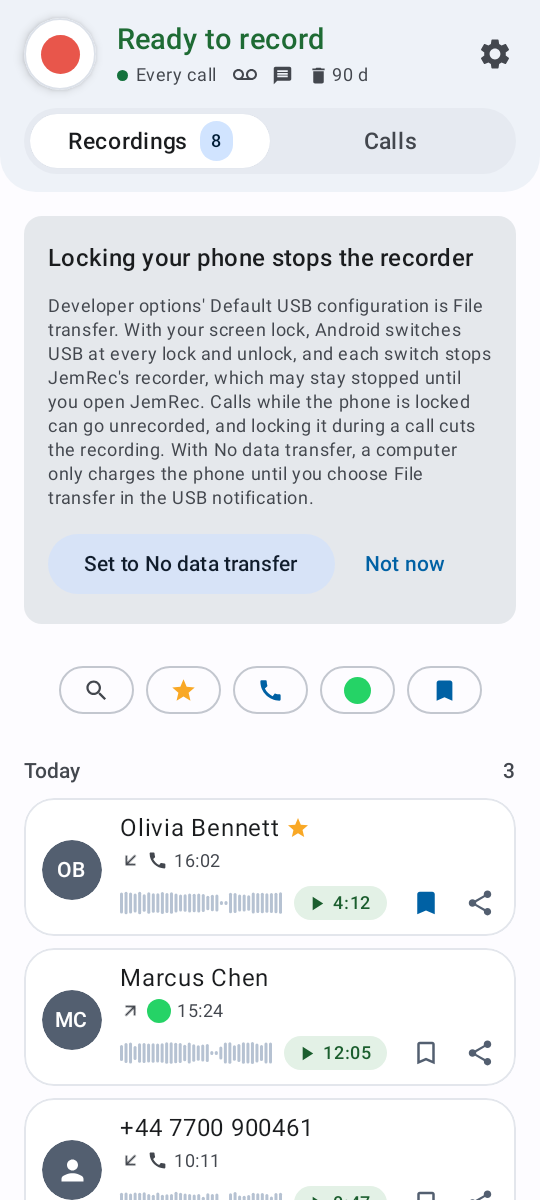 Ready to record
Every call 90 d
Recordings 8 Calls
Locking your phone stops the recorder
Developer options' Default USB configuration is File
transfer. With your screen lock, Android switches
USB at every lock and unlock, and each switch stops
JemRec's recorder, which may stay stopped until
you open JemRec. Calls while the phone is locked
can go unrecorded, and locking it during a call cuts
the recording. With No data transfer, a computer
only charges the phone until you choose File
transfer in the USB notification.
Set to No data transfer Not now
Today 3
Olivia Bennett
OB
16:02
4:12
Marcus Chen
MC
15:24
12:05
+44 7700 900461
10:11